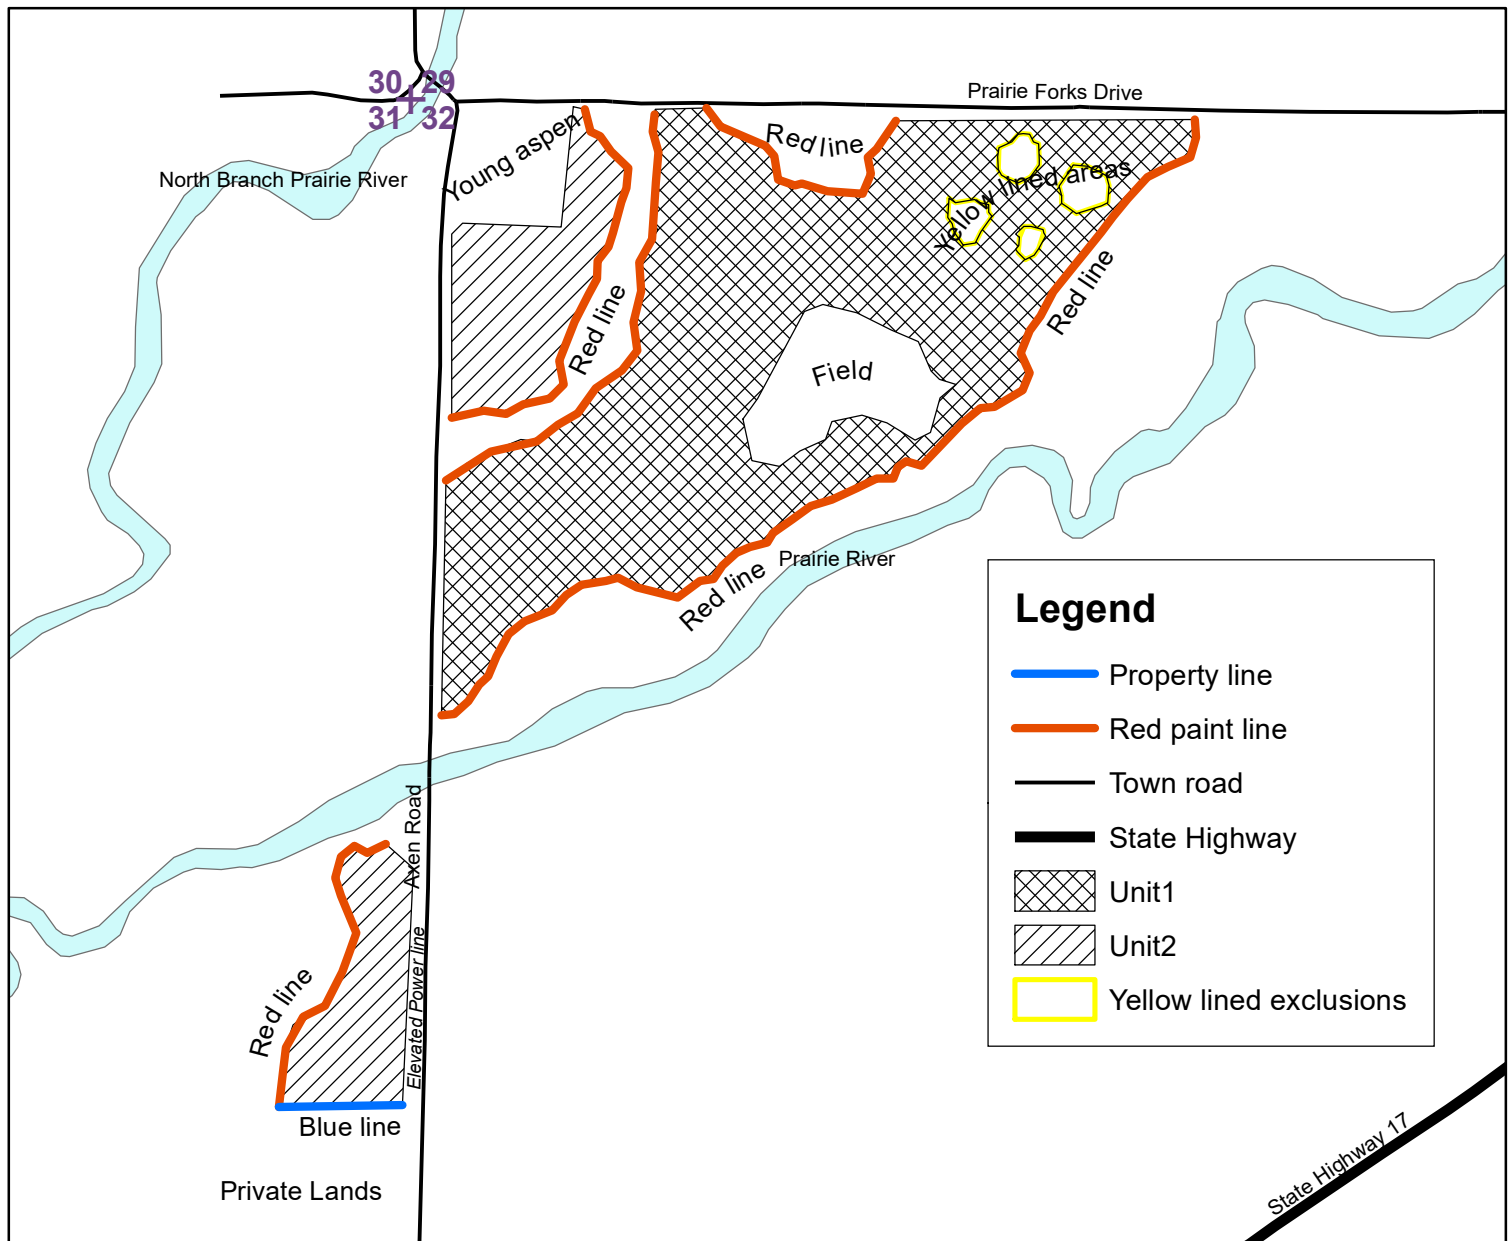 30 29
31 32
Prairie Forks Drive
North Branch Prairie River
Young aspen
Red line
Yellow lined areas
Red line
Red line
Field
Prairie River
Red line
Legend
Property line
Red paint line
Town road
State Highway
Unit1
Unit2
Yellow lined exclusions
Axen Road
Elevated Power line
Red line
Blue line
Private Lands
State Highway 17